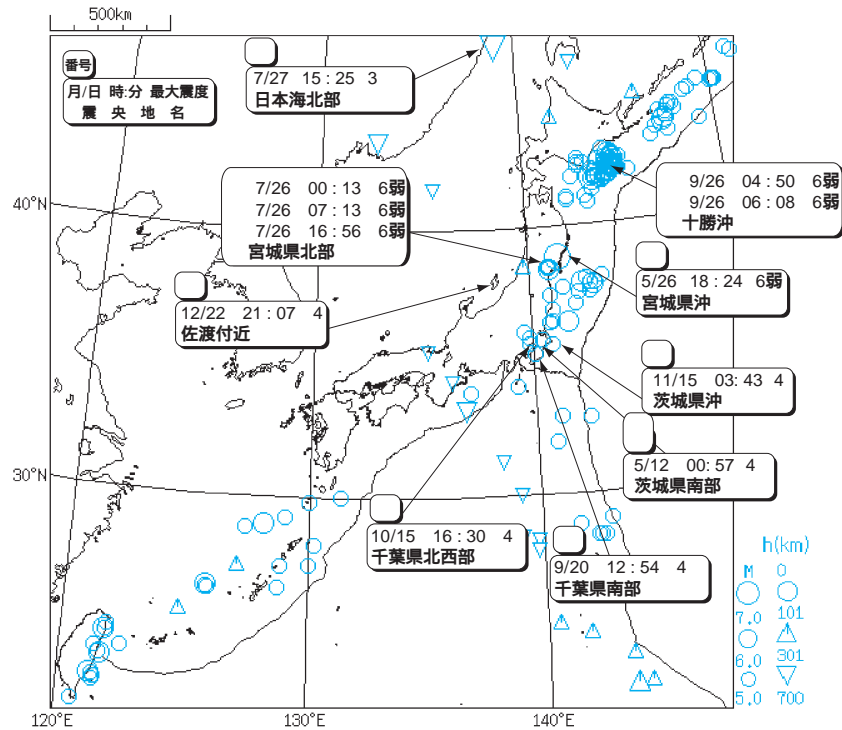 500km
番号
月/日 時:分 最大震度
震 央 地 名
7/27 15:25 3
日本海北部
7/26 00:13 6弱
7/26 07:13 6弱
7/26 16:56 6弱
宮城県北部
9/26 04:50 6弱
9/26 06:08 6弱
十勝沖
5/26 18:24 6弱
宮城県沖
12/22 21:07 4
佐渡付近
11/15 03:43 4
茨城県沖
5/12 00:57 4
茨城県南部
10/15 16:30 4
千葉県北西部
9/20 12:54 4
千葉県南部
40°N
30°N
120°E
130°E
140°E
h(km)
M 0
7.0 101
6.0 301
5.0 700